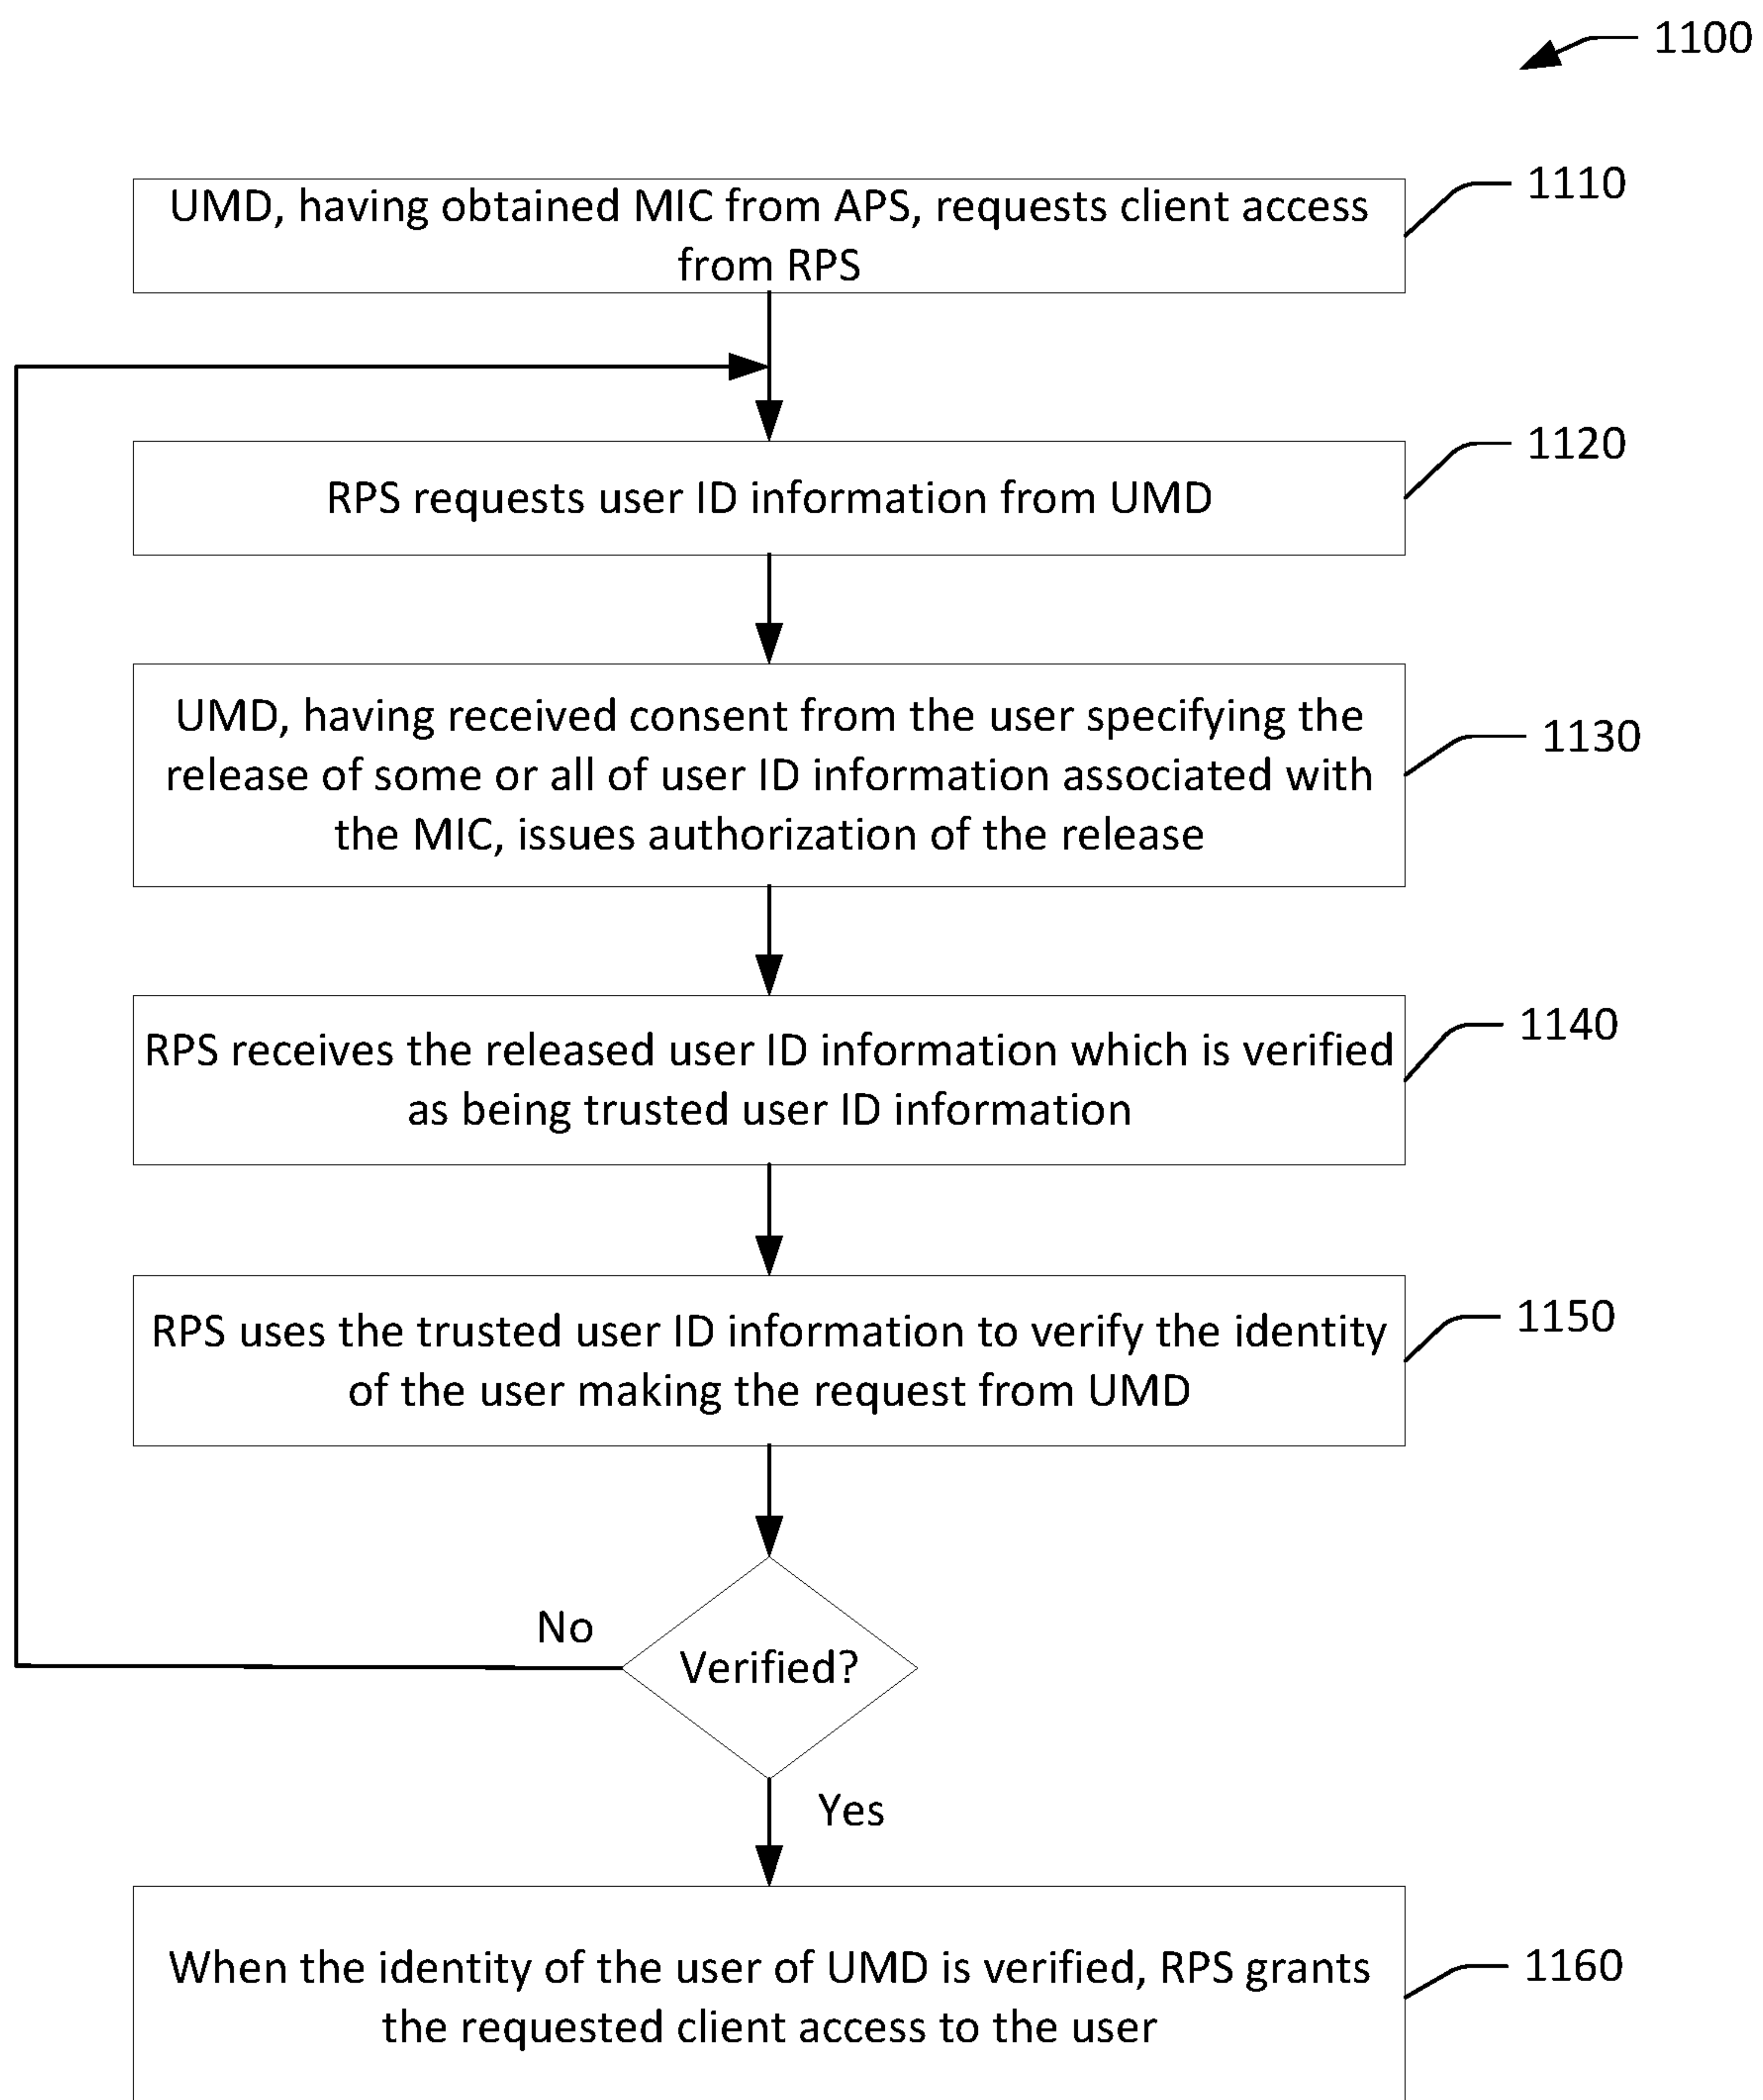 1100
UMD, having obtained MIC from APS, requests client access
from RPS
1110
RPS requests user ID information from UMD
1120
UMD, having received consent from the user specifying the
release of some or all of user ID information associated with
the MIC, issues authorization of the release
1130
RPS receives the released user ID information which is verified
as being trusted user ID information
1140
RPS uses the trusted user ID information to verify the identity
of the user making the request from UMD
1150
No
Verified?
Yes
When the identity of the user of UMD is verified, RPS grants
the requested client access to the user
1160